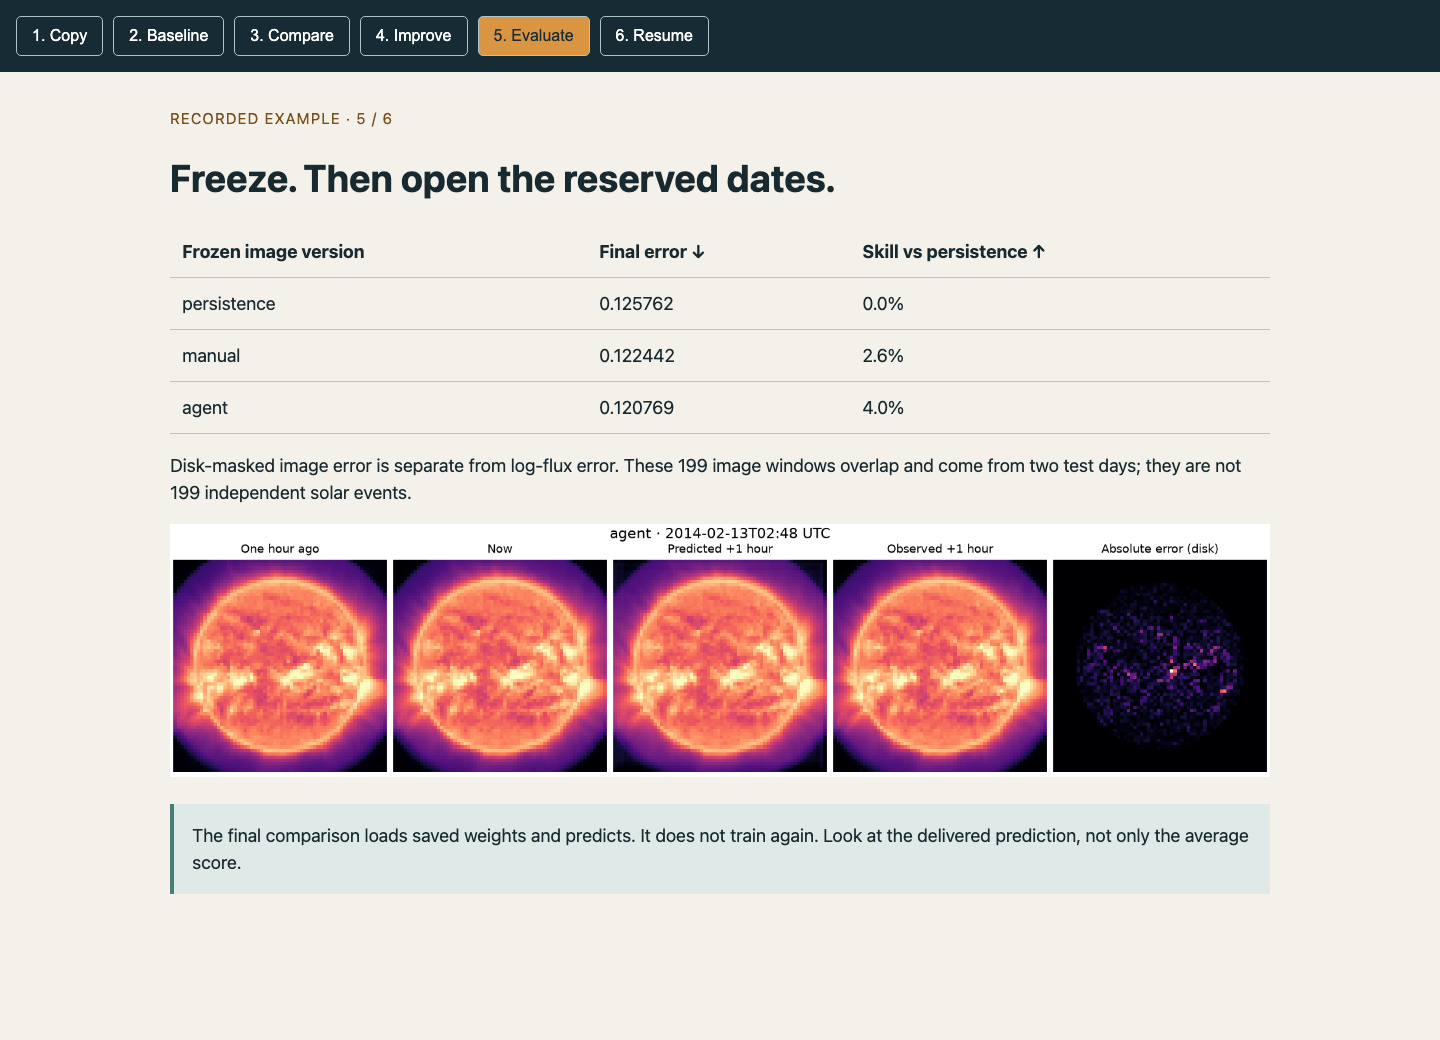 1. Copy
2. Baseline
3. Compare
4. Improve
5. Evaluate
6. Resume
RECORDED EXAMPLE · 5 / 6
Freeze. Then open the reserved dates.
Frozen image version Final error ↓ Skill vs persistence ↑
persistence 0.125762 0.0%
manual 0.122442 2.6%
agent 0.120769 4.0%
Disk-masked image error is separate from log-flux error. These 199 image windows overlap and come from two test days; they are not
199 independent solar events.
agent · 2014-02-13T02:48 UTC
One hour ago
Now
Predicted +1 hour
Observed +1 hour
Absolute error (disk)
The final comparison loads saved weights and predicts. It does not train again. Look at the delivered prediction, not only the average
score.